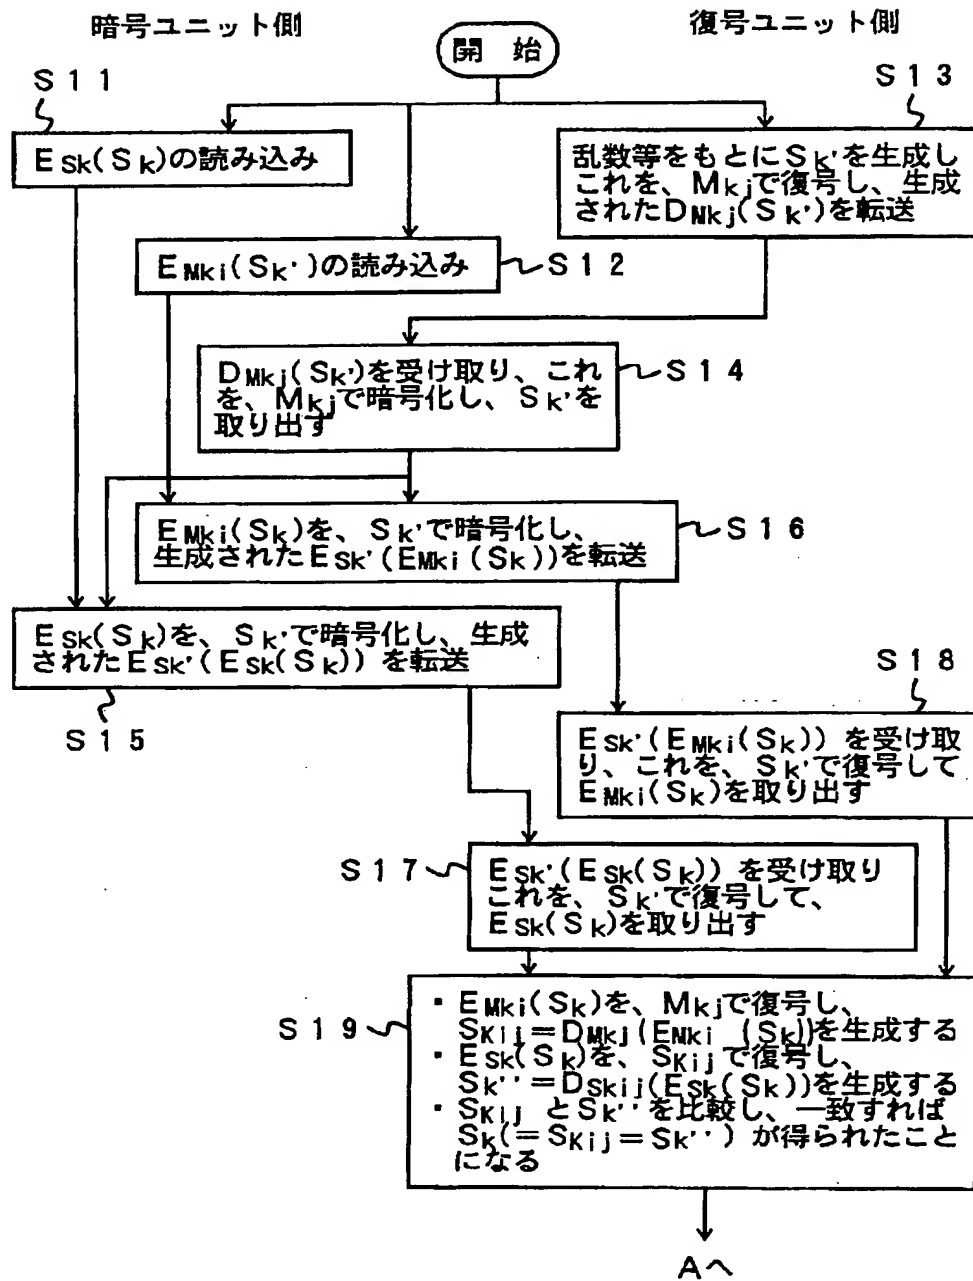 暗号ユニット側
開　始
復号ユニット側
S11
S13
ESk(Sk)の読み込み
乱数等をもとにSk'を生成し
これを、Mkjで復号し、生成
されたDMkj(Sk')を転送
EMki(Sk')の読み込み
S12
DMkj(Sk')を受け取り、これ
を、Mkjで暗号化し、Sk'を
取り出す
S14
EMki(Sk)を、Sk'で暗号化し、
生成されたESk'(EMki(Sk))を転送
S16
ESk(Sk)を、Sk'で暗号化し、生成
されたESk'(ESk(Sk))を転送
S15
S18
ESk'(EMki(Sk))を受け取
り、これを、Sk'で復号して
EMki(Sk)を取り出す
S17
ESk'(ESk(Sk))を受け取り
これを、Sk'で復号して、
ESk(Sk)を取り出す
S19
・EMki(Sk)を、Mkjで復号し、
SKij=DMkj(EMki(Sk))を生成する
・ESk(Sk)を、SKijで復号し、
Sk''=DSkij(ESk(Sk))を生成する
・SKijとSk''を比較し、一致すれば
Sk(=SKij=Sk'')が得られたこと
になる
Aへ